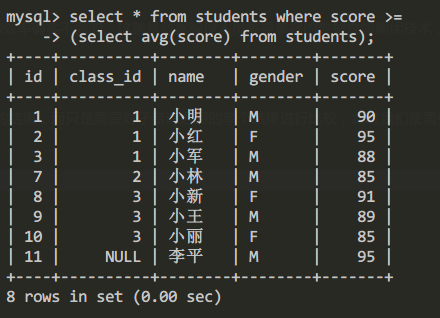 mysql> select * from students where score >=
    -> (select avg(score) from students);
+----+----------+--------+--------+-------+
| id | class_id | name | gender | score |
+----+----------+--------+--------+-------+
| 1 | 1 | 小明 | M | 90 |
| 2 | 1 | 小红 | F | 95 |
| 3 | 1 | 小军 | M | 88 |
| 7 | 2 | 小林 | M | 85 |
| 8 | 3 | 小新 | F | 91 |
| 9 | 3 | 小王 | M | 89 |
| 10 | 3 | 小丽 | F | 85 |
| 11 | NULL | 李平 | M | 95 |
+----+----------+--------+--------+-------+
8 rows in set (0.00 sec)